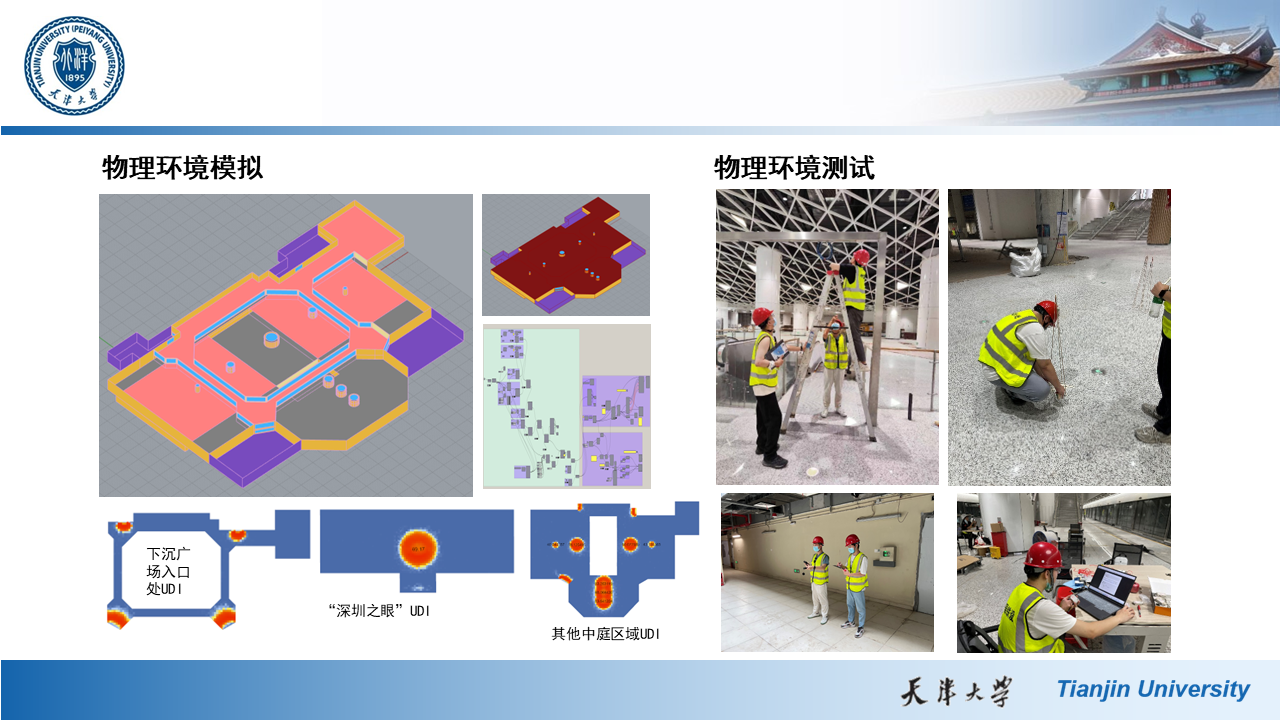 TIANJIN UNIVERSITY (PEIYANG UNIVERSITY)
北洋
1895
天津大学
物理环境模拟
物理环境测试
下沉广
场入口
处UDI
“深圳之眼”UDI
其他中庭区域UDI
天津大学
Tianjin University